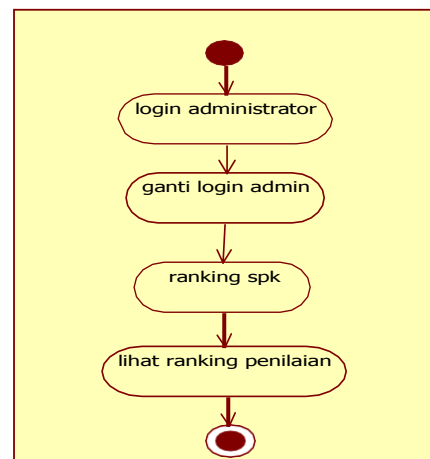 login administrator
ganti login admin
ranking spk
lihat ranking penilaian